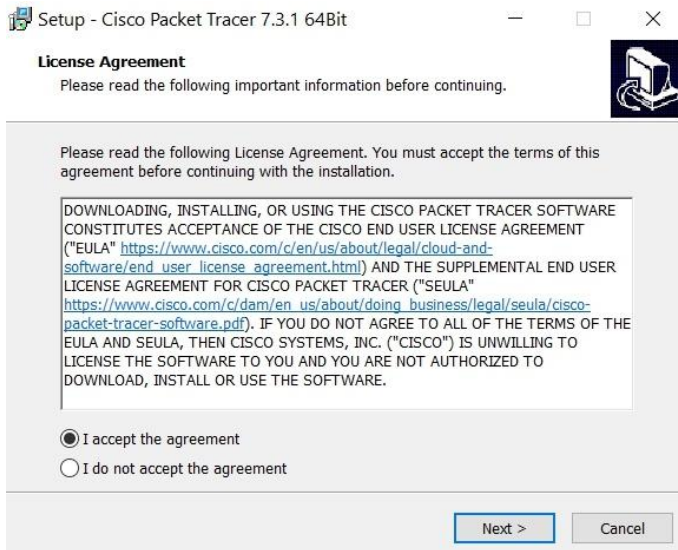 Setup - Cisco Packet Tracer 7.3.1 64Bit
License Agreement
Please read the following important information before continuing.
Please read the following License Agreement. You must accept the terms of this
agreement before continuing with the installation.
DOWNLOADING, INSTALLING, OR USING THE CISCO PACKET TRACER SOFTWARE
CONSTITUTES ACCEPTANCE OF THE CISCO END USER LICENSE AGREEMENT
("EULA" https://www.cisco.com/c/en/us/about/legal/cloud-and-
software/end_user_license_agreement.html) AND THE SUPPLEMENTAL END USER
LICENSE AGREEMENT FOR CISCO PACKET TRACER ("SEULA"
https://www.cisco.com/c/dam/en_us/about/doing_business/legal/seula/cisco-
packet-tracer-software.pdf). IF YOU DO NOT AGREE TO ALL OF THE TERMS OF THE
EULA AND SEULA, THEN CISCO SYSTEMS, INC. ("CISCO") IS UNWILLING TO
LICENSE THE SOFTWARE TO YOU AND YOU ARE NOT AUTHORIZED TO
DOWNLOAD, INSTALL OR USE THE SOFTWARE.
I accept the agreement
I do not accept the agreement
Next >
Cancel